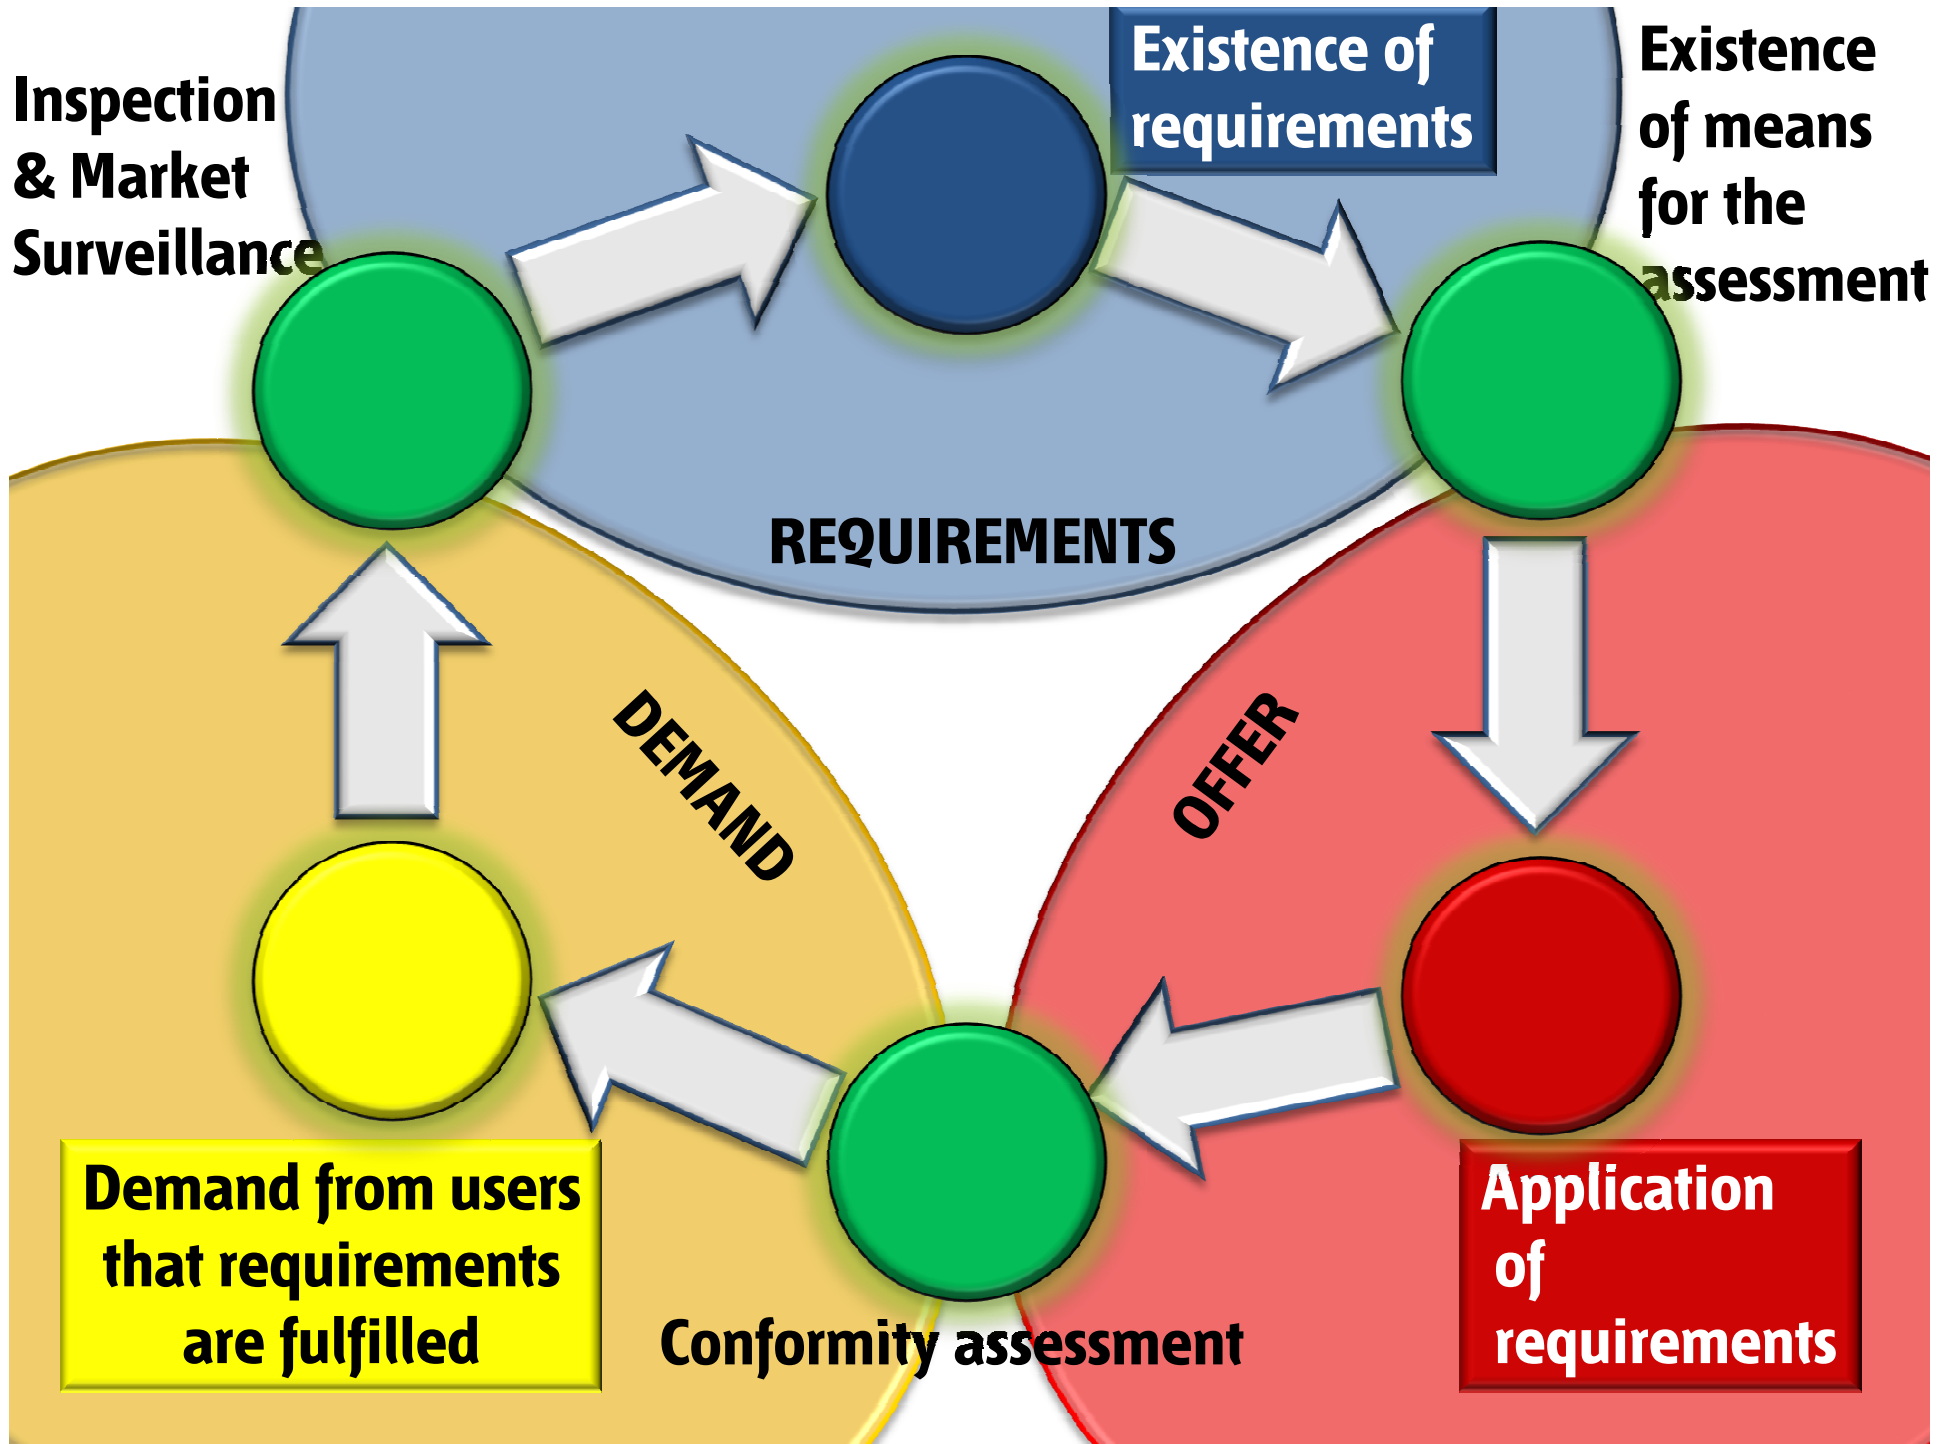 Inspection
& Market
Surveillance
Existence of
requirements
Existence
of means
for the
assessment
REQUIREMENTS
DEMAND
OFFER
Demand from users
that requirements
are fulfilled
Conformity assessment
Application
of
requirements